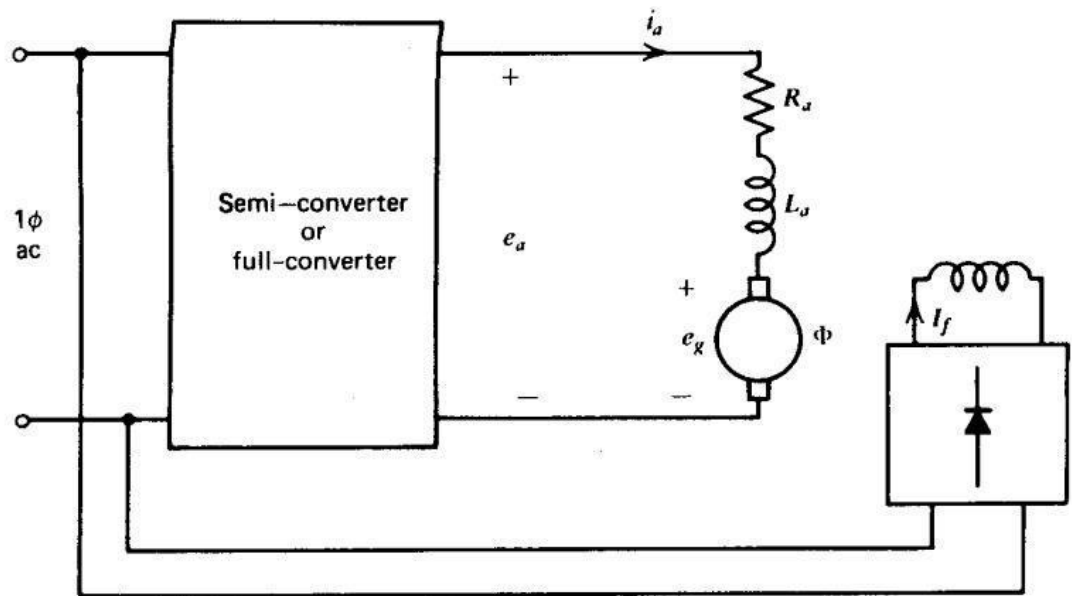 i_a
+
R_a
Semi-converter
or
full-converter
1ϕ
ac
e_a
L_a
+
e_g
Φ
I_f
−
−